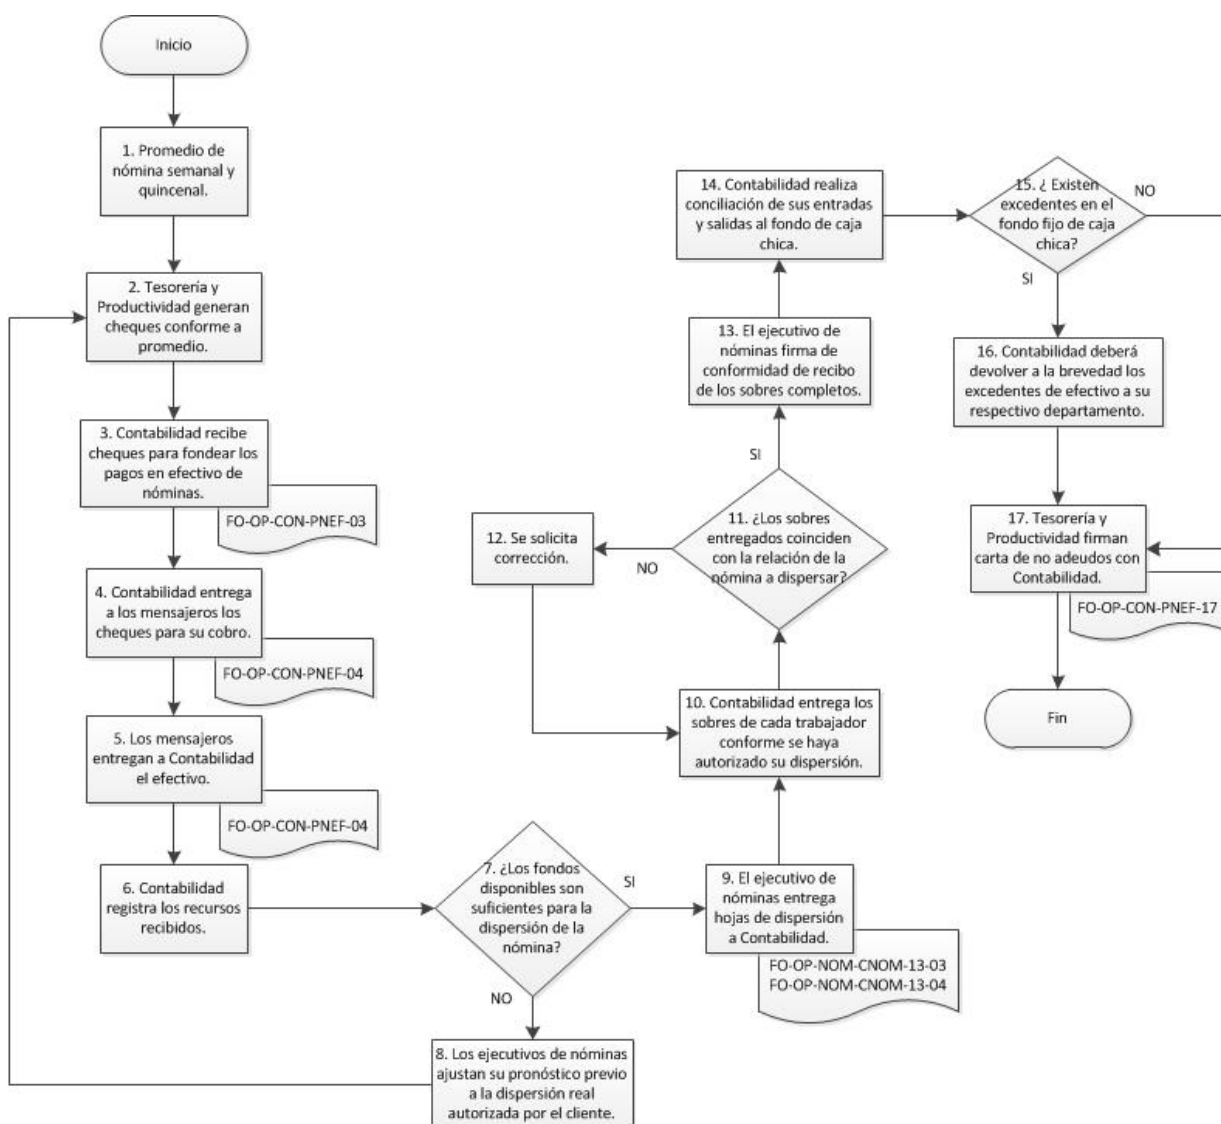 Inicio
1. Promedio de
nómina semanal y
quincenal.
2. Tesorería y
Productividad generan
cheques conforme a
promedio.
3. Contabilidad recibe
cheques para fondear los
pagos en efectivo de
nóminas.
FO-OP-CON-PNEF-03
4. Contabilidad entrega
a los mensajeros los
cheques para su cobro.
FO-OP-CON-PNEF-04
5. Los mensajeros
entregan a Contabilidad
el efectivo.
FO-OP-CON-PNEF-04
6. Contabilidad
registra los recursos
recibidos.
7. ¿Los fondos
disponibles son
suficientes para la
dispersión de la
nómina?
SI
NO
8. Los ejecutivos de nóminas
ajustan su pronóstico previo
a la dispersión real
autorizada por el cliente.
9. El ejecutivo de
nóminas entrega
hojas de dispersión
a Contabilidad.
FO-OP-NOM-CNOM-13-03
FO-OP-NOM-CNOM-13-04
10. Contabilidad entrega los
sobres de cada trabajador
conforme se haya
autorizado su dispersión.
11. ¿Los sobres
entregados coinciden
con la relación de la
nómina a dispersar?
NO
SI
12. Se solicita
corrección.
13. El ejecutivo de
nóminas firma de
conformidad de recibo
de los sobres completos.
14. Contabilidad realiza
conciliación de sus entradas
y salidas al fondo de caja
chica.
15. ¿ Existen
excedentes en el
fondo fijo de caja
chica?
NO
SI
16. Contabilidad deberá
devolver a la brevedad los
excedentes de efectivo a su
respectivo departamento.
17. Tesorería y
Productividad firman
carta de no adeudos con
Contabilidad.
FO-OP-CON-PNEF-17
Fin